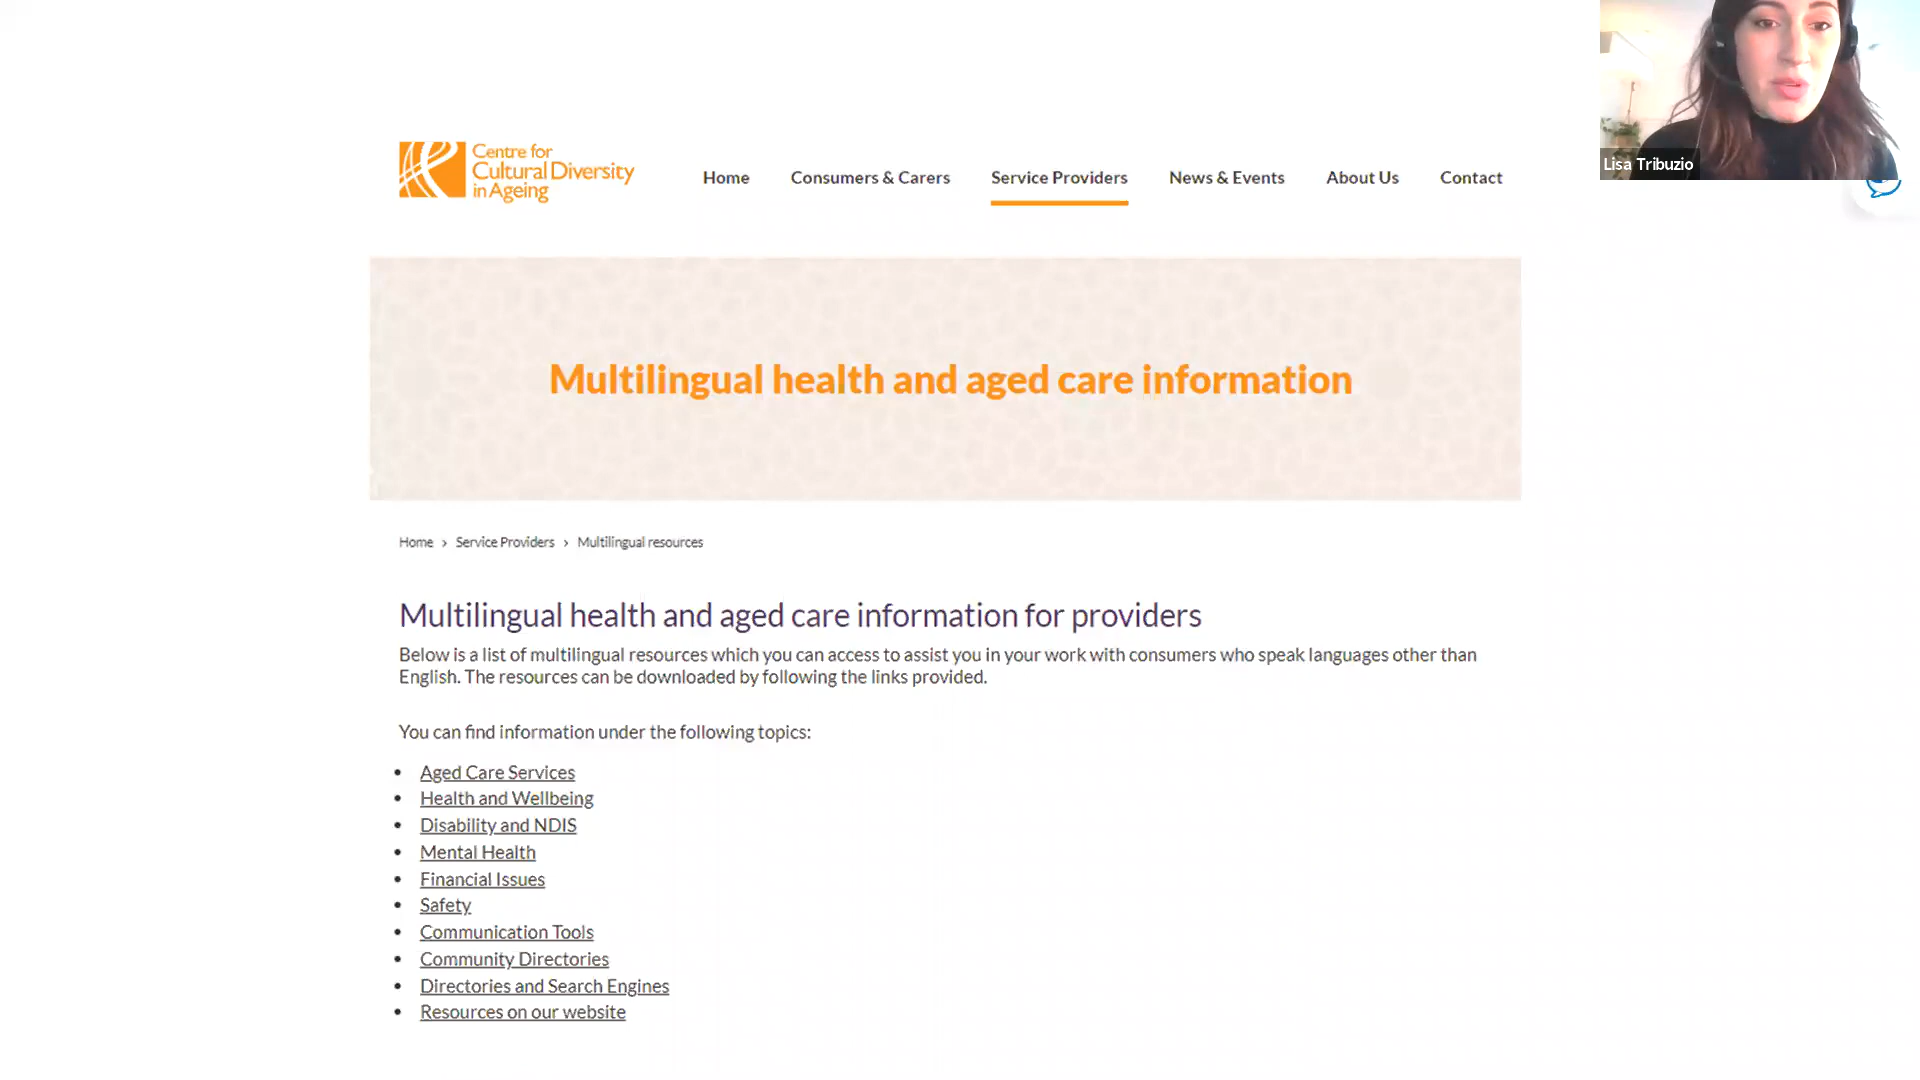 Centre for
Cultural Diversity
in Ageing
Home
Consumers & Carers
Service Providers
News & Events
About Us
Contact
Lisa Tribuzio
Multilingual health and aged care information
Home › Service Providers › Multilingual resources
Multilingual health and aged care information for providers
Below is a list of multilingual resources which you can access to assist you in your work with consumers who speak languages other than
English. The resources can be downloaded by following the links provided.
You can find information under the following topics:
• Aged Care Services
• Health and Wellbeing
• Disability and NDIS
• Mental Health
• Financial Issues
• Safety
• Communication Tools
• Community Directories
• Directories and Search Engines
• Resources on our website